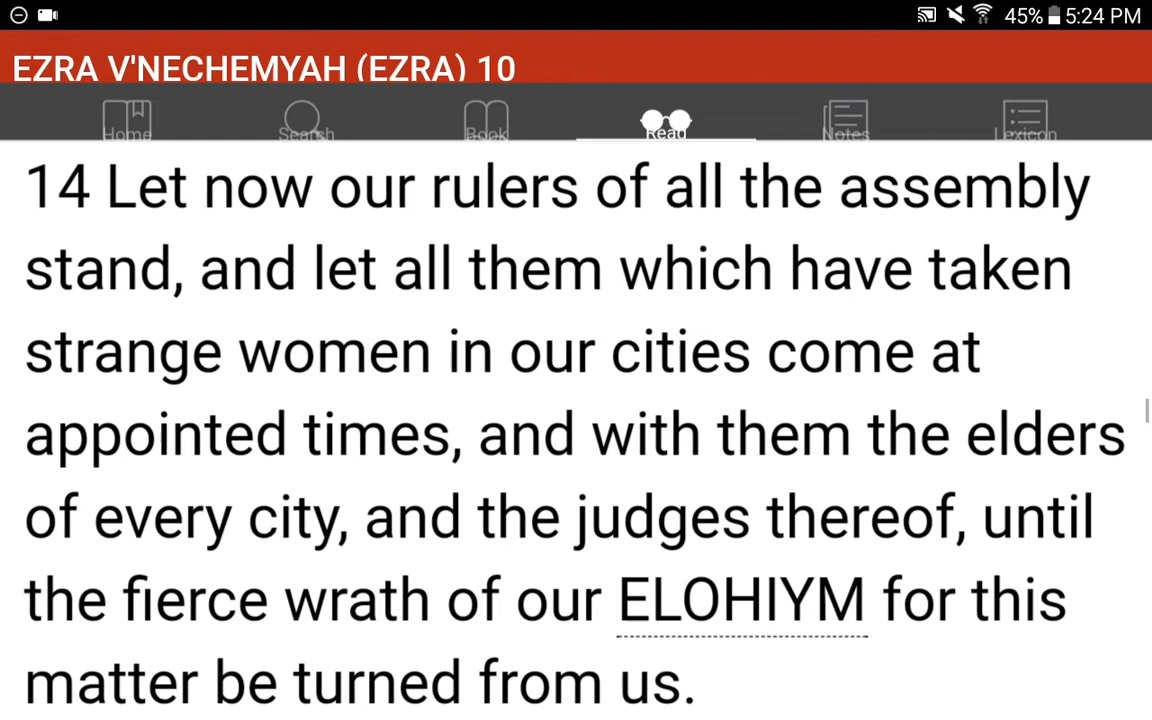 45% 5:24 PM
EZRA V'NECHEMYAH (EZRA) 10
Home Search Book Read Notes Lexicon
14 Let now our rulers of all the assembly
stand, and let all them which have taken
strange women in our cities come at
appointed times, and with them the elders
of every city, and the judges thereof, until
the fierce wrath of our ELOHIYM for this
matter be turned from us.